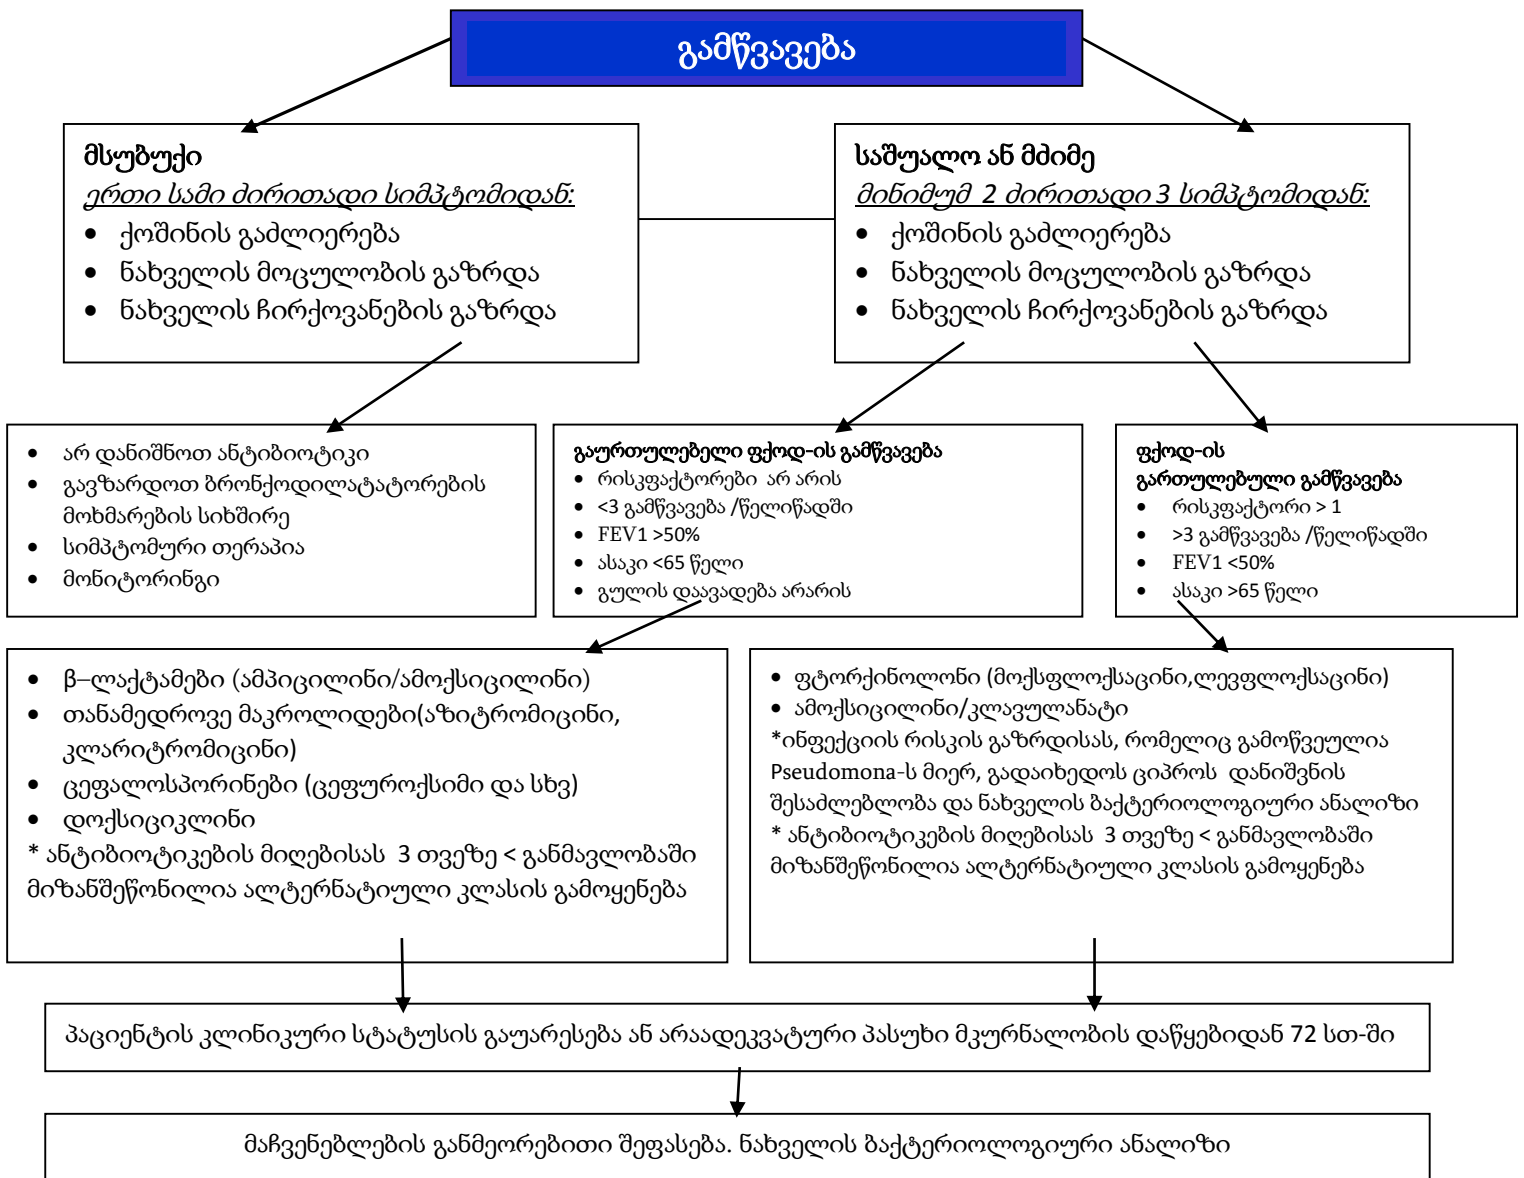 გამწვავება
მსუბუქი
ერთი სამი ძირითადი სიმპტომიდან:
• ქოშინის გაძლიერება
• ნახველის მოცულობის გაზრდა
• ნახველის ჩირქოვანების გაზრდა
საშუალო ან მძიმე
მინიმუმ 2 ძირითადი 3 სიმპტომიდან:
• ქოშინის გაძლიერება
• ნახველის მოცულობის გაზრდა
• ნახველის ჩირქოვანების გაზრდა
• არ დანიშნოთ ანტიბიოტიკი
• გავზარდოთ ბრონქოდილატატორების
მოხმარების სიხშირე
• სიმპტომური თერაპია
• მონიტორინგი
გაურთულებელი ფქოდ-ის გამწვავება
• რისკფაქტორები არ არის
• <3 გამწვავება /წელიწადში
• FEV1 >50%
• ასაკი <65 წელი
• გულის დაავადება არარის
ფქოდ-ის
გართულებული გამწვავება
• რისკფაქტორი > 1
• >3 გამწვავება /წელიწადში
• FEV1 <50%
• ასაკი >65 წელი
• β–ლაქტამები (ამპიცილინი/ამოქსიცილინი)
• თანამედროვე მაკროლიდები(აზიტრომიცინი,
კლარიტრომიცინი)
• ცეფალოსპორინები (ცეფუროქსიმი და სხვ)
• დოქსიციკლინი
* ანტიბიოტიკების მიღებისას 3 თვეზე < განმავლობაში
მიზანშეწონილია ალტერნატიული კლასის გამოყენება
• ფტორქინოლონი (მოქსფლოქსაცინი,ლევფლოქსაცინი)
• ამოქსიცილინი/კლავულანატი
*ინფექციის რისკის გაზრდისას, რომელიც გამოწვეულია
Pseudomona-ს მიერ, გადაიხედოს ციპროს დანიშვნის
შესაძლებლობა და ნახველის ბაქტერიოლოგიური ანალიზი
* ანტიბიოტიკების მიღებისას 3 თვეზე < განმავლობაში
მიზანშეწონილია ალტერნატიული კლასის გამოყენება
პაციენტის კლინიკური სტატუსის გაუარესება ან არაადეკვატური პასუხი მკურნალობის დაწყებიდან 72 სთ-ში
მაჩვენებლების განმეორებითი შეფასება. ნახველის ბაქტერიოლოგიური ანალიზი